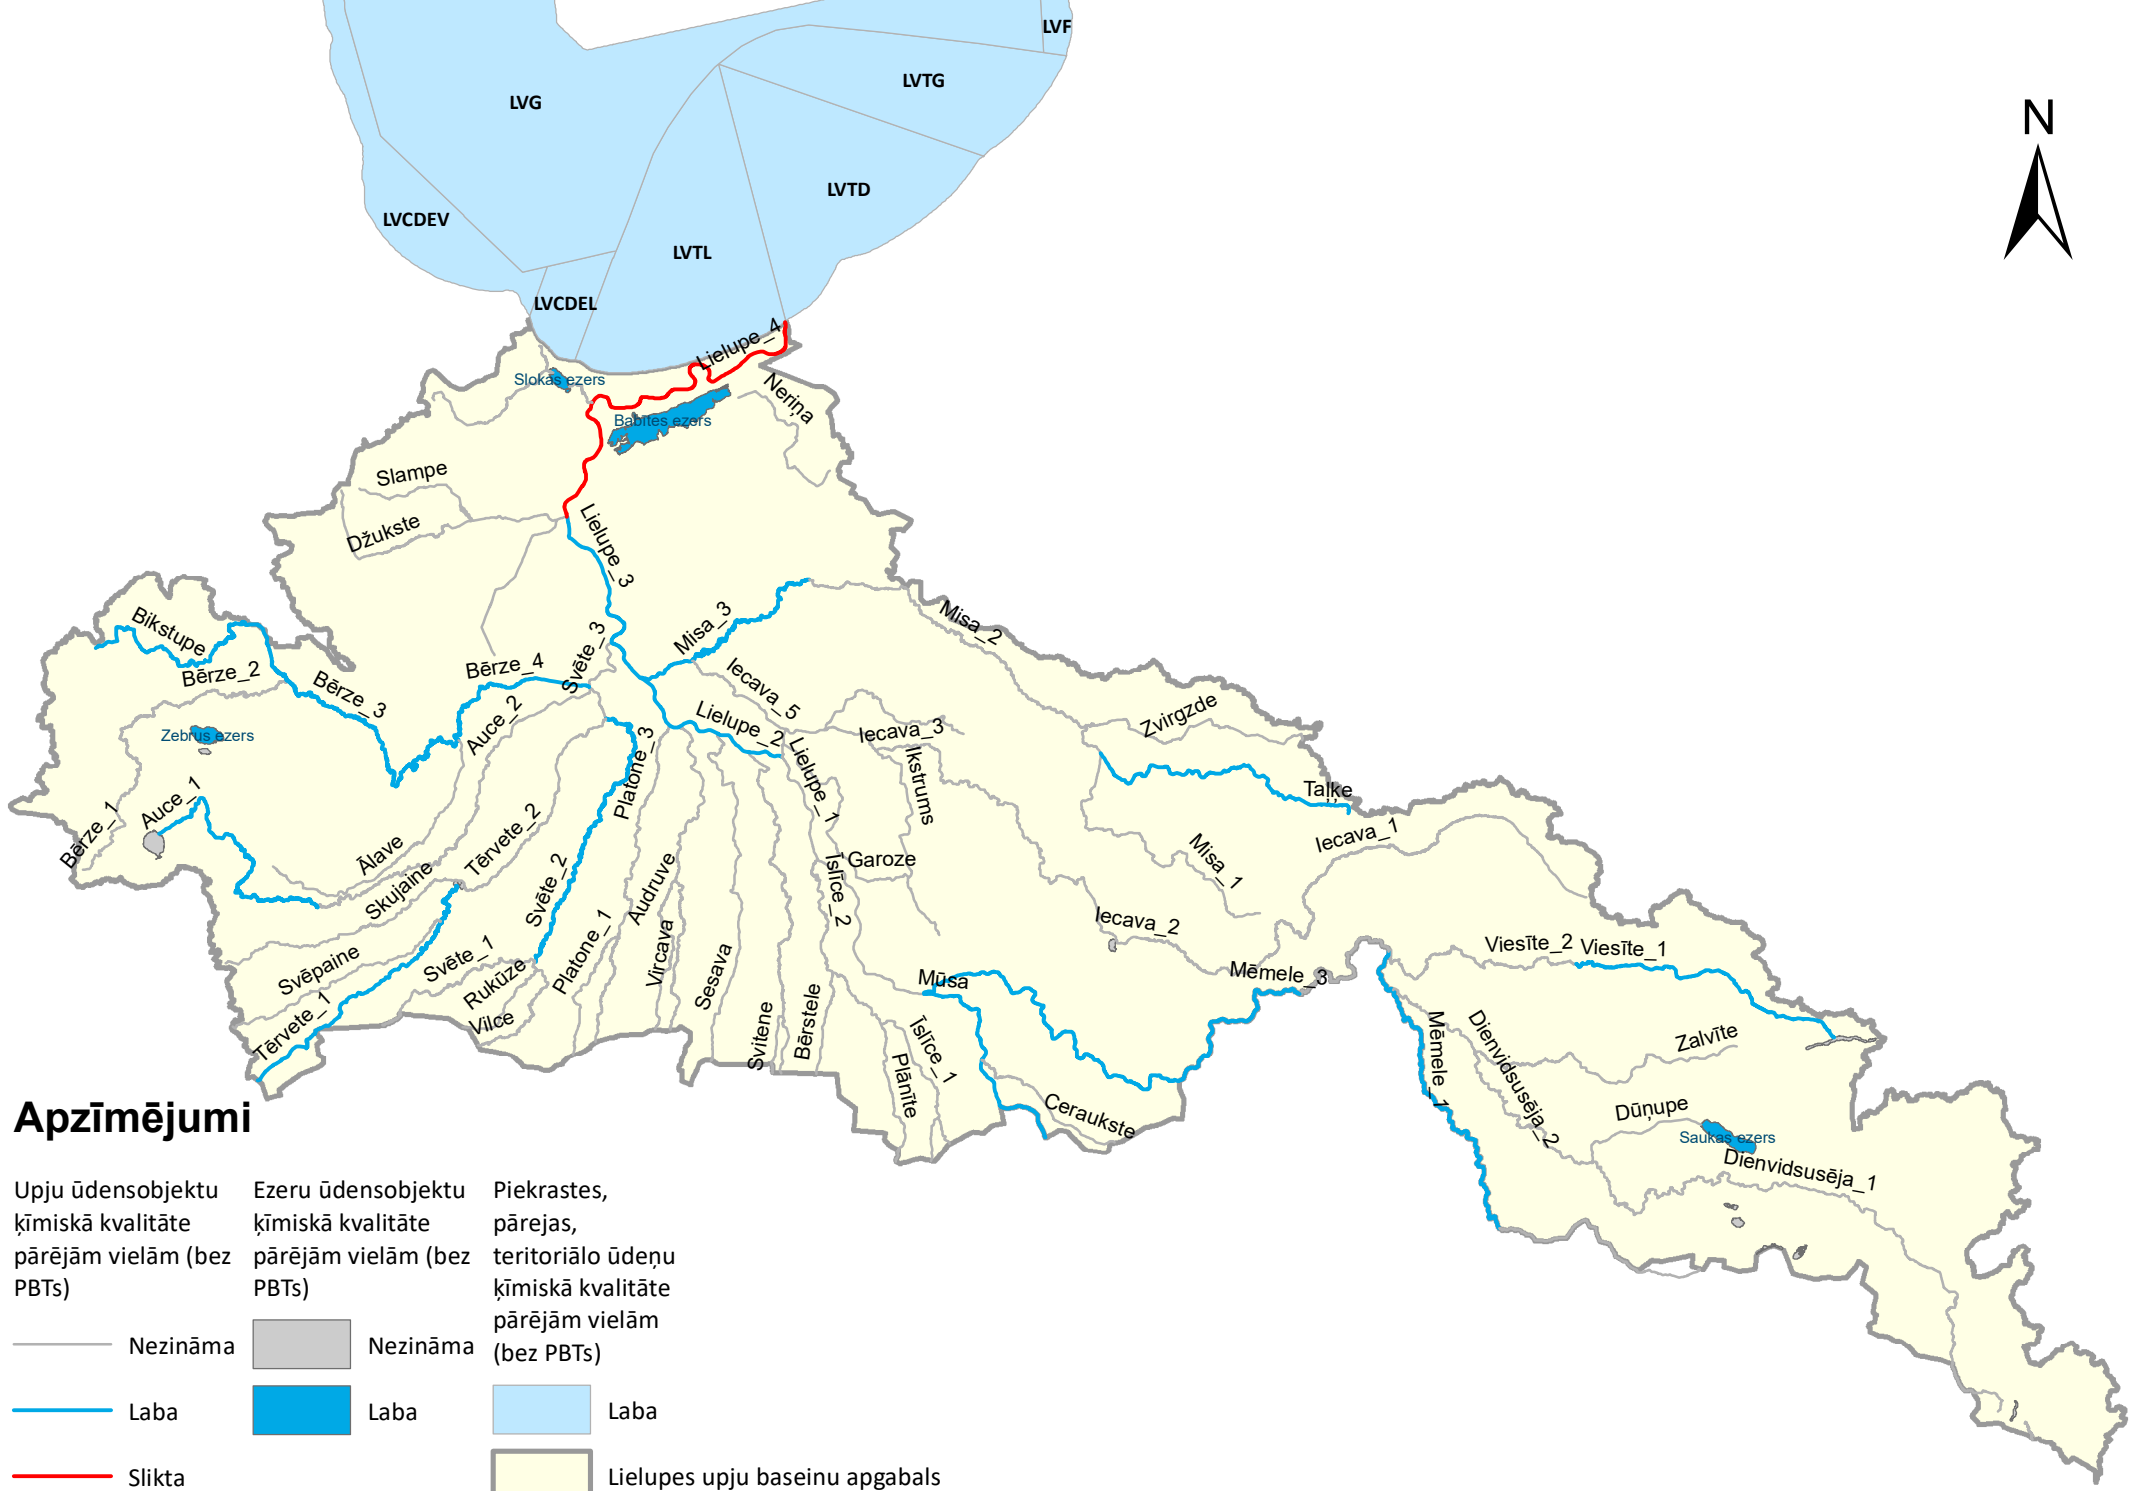 LVF
LVTG
LVG
N
LVTD
LVCDEV
LVTL
LVCDEL
Lielupe_4
Slokas ezers
Neriņa
Babītes ezers
Slampe
Džukste
Lielupe_3
Misa_3
Misa_2
Bikstupe
Bērze_2
Bērze_3
Bērze_4
Svēte_3
Iecava_5
Auce_2
Lielupe_2
Zvirgzde
Zebrus ezers
Iecava_3
Platone_3
Ikstrums
Lielupe_1
Auce_1
Taļķe
Bērze_1
Tērvete_2
Iecava_1
Ālave
Garoze
Misa_1
Skujaine
Svēte_2
Audruve
Īslīce_2
Platone_1
Iecava_2
Viesīte_2
Viesīte_1
Svēpaine
Svēte_1
Rukūze
Vircava
Sesava
Mūsa
Mēmele_3
Vilce
Tērvete_1
Svitene
Bērstele
Īslīce_1
Plānīte
Mēmele_1
Dienvidsusēja_2
Zalvīte
Ceraukste
Dūņupe
Saukas ezers
Dienvidsusēja_1
Apzīmējumi
Upju ūdensobjektu
ķīmiskā kvalitāte
pārējām vielām (bez
PBTs)
Nezināma
Laba
Slikta
Ezeru ūdensobjektu
ķīmiskā kvalitāte
pārējām vielām (bez
PBTs)
Nezināma
Laba
Piekrastes,
pārejas,
teritoriālo ūdeņu
ķīmiskā kvalitāte
pārējām vielām
(bez PBTs)
Laba
Lielupes upju baseinu apgabals